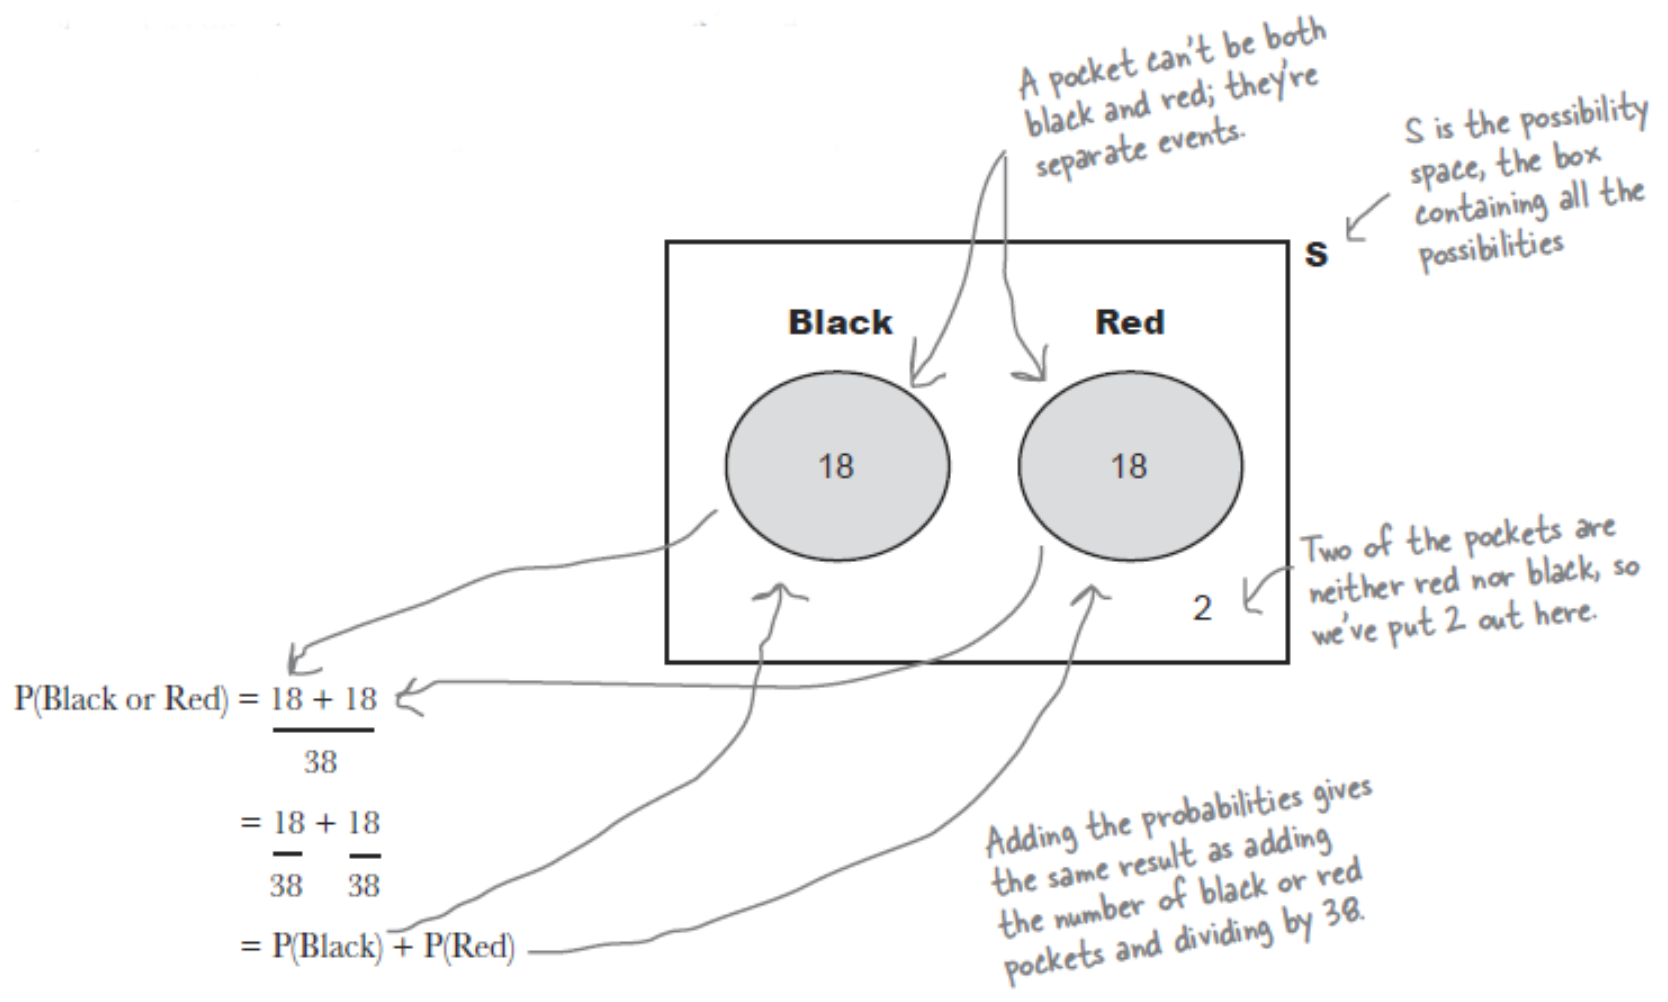 A pocket can't be both
black and red; they're
separate events.
S is the possibility
space, the box
containing all the
possibilities
S
Black
Red
18
18
Two of the pockets are
neither red nor black, so
we've put 2 out here.
2
P(Black or Red) = 18 + 18
38
= 18 + 18
38 38
= P(Black) + P(Red)
Adding the probabilities gives
the same result as adding
the number of black or red
pockets and dividing by 38.